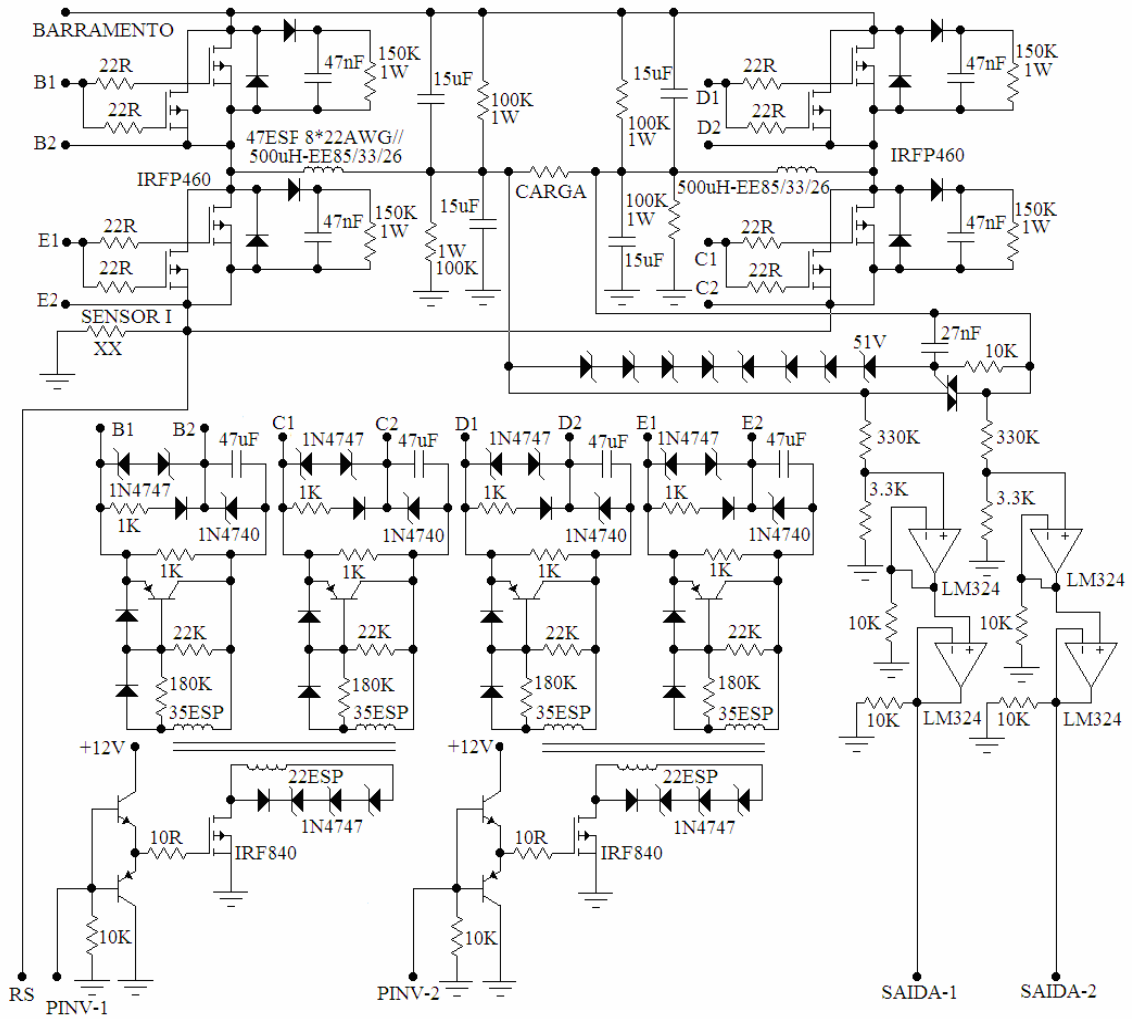 BARRAMENTO
B1
22R
22R
B2
47nF
150K
1W
15uF
100K
1W
47ESP 8*22AWG//
500uH-EE85/33/26
IRFP460
E1
22R
22R
E2
47nF
150K
1W
15uF
1W
100K
SENSOR I
XX
CARGA
15uF
100K
1W
100K
1W
15uF
500uH-EE85/33/26
D1
22R
22R
D2
47nF
150K
1W
IRFP460
C1
22R
22R
C2
47nF
150K
1W
51V
27nF
10K
330K
330K
3.3K
3.3K
LM324
LM324
10K
10K
LM324
LM324
10K
10K
B1
B2
47uF
1N4747
1K
1N4740
1K
22K
180K
35ESP
C1
C2
47uF
1N4747
1K
1N4740
1K
22K
180K
35ESP
D1
D2
47uF
1N4747
1K
1N4740
1K
22K
180K
35ESP
E1
E2
47uF
1N4747
1K
1N4740
1K
22K
180K
35ESP
+12V
22ESP
1N4747
10R
IRF840
10K
+12V
22ESP
1N4747
10R
IRF840
10K
RS
PINV-1
PINV-2
SAIDA-1
SAIDA-2